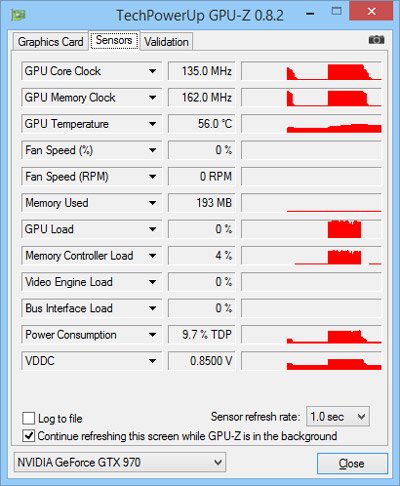 TechPowerUp GPU-Z 0.8.2
Graphics Card Sensors Validation
GPU Core Clock 135.0 MHz
GPU Memory Clock 162.0 MHz
GPU Temperature 56.0 °C
Fan Speed (%) 0 %
Fan Speed (RPM) 0 RPM
Memory Used 193 MB
GPU Load 0 %
Memory Controller Load 4 %
Video Engine Load 0 %
Bus Interface Load 0 %
Power Consumption 9.7 % TDP
VDDC 0.8500 V
Log to file Sensor refresh rate: 1.0 sec
Continue refreshing this screen while GPU-Z is in the background
NVIDIA GeForce GTX 970 Close